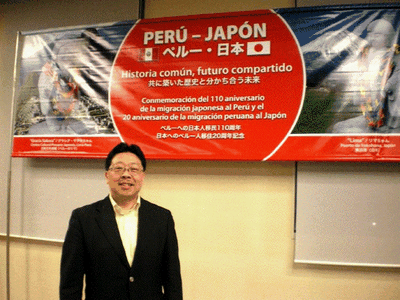 PERÚ – JAPÓN
ペルー・日本
Historia común, futuro compartido
共に築いた歴史と分かち合う未来
Conmemoración del 110 aniversario
de la migración japonesa al Perú y el
20 aniversario de la migración peruana al Japón
ペルーへの日本人移民110周年
日本へのペルー人移住20周年記念